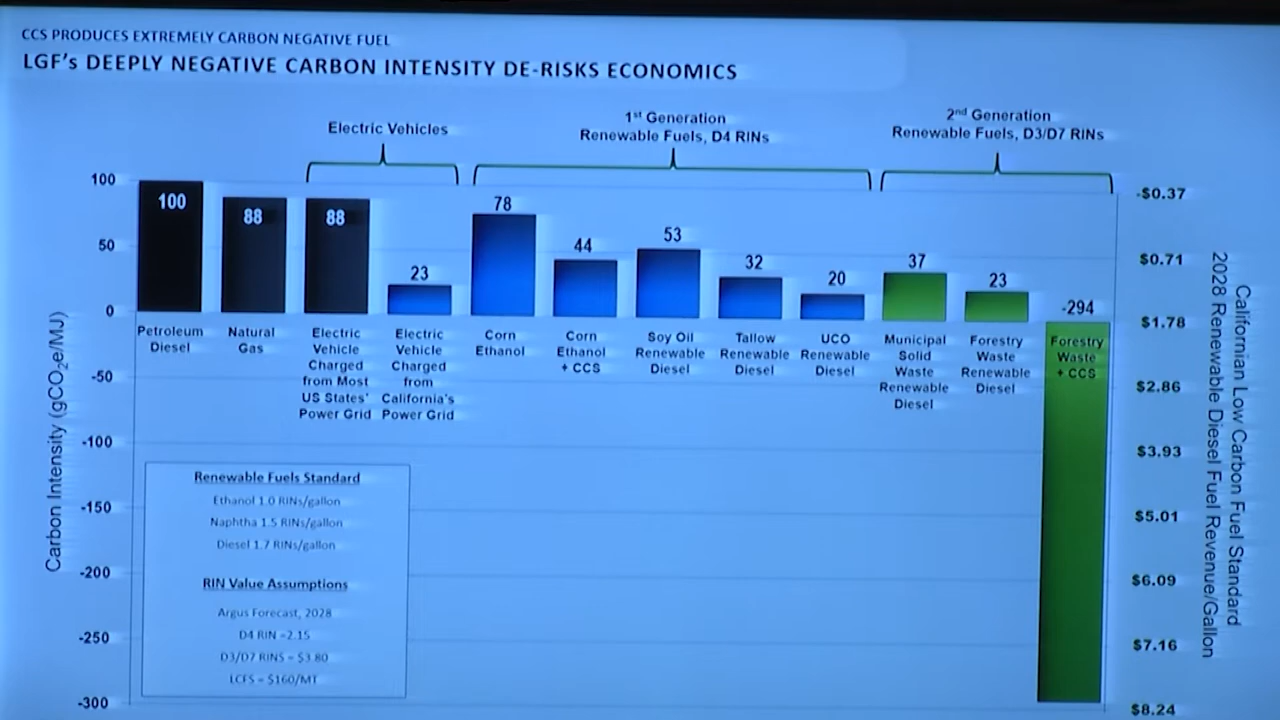 CCS PRODUCES EXTREMELY CARBON NEGATIVE FUEL
LGF's DEEPLY NEGATIVE CARBON INTENSITY DE-RISKS ECONOMICS
Electric Vehicles
1st Generation
Renewable Fuels, D4 RINs
2nd Generation
Renewable Fuels, D3/D7 RINs
100
50
0
-50
-100
-150
-200
-250
-300
Carbon Intensity (gCO2e/MJ)
100
88
88
23
78
44
53
32
20
37
23
-294
Petroleum
Diesel
Natural
Gas
Electric
Vehicle
Charged
from Most
US States'
Power Grid
Electric
Vehicle
Charged
from
California's
Power Grid
Corn
Ethanol
Corn
Ethanol
+ CCS
Soy Oil
Renewable
Diesel
Tallow
Renewable
Diesel
UCO
Renewable
Diesel
Municipal
Solid
Waste
Renewable
Diesel
Forestry
Waste
Renewable
Diesel
Forestry
Waste
+ CCS
-$0.37
$0.71
$1.78
$2.86
$3.93
$5.01
$6.09
$7.16
$8.24
Californian Low Carbon Fuel Standard
2028 Renewable Diesel Fuel Revenue/Gallon
Renewable Fuels Standard
Ethanol 1.0 RINs/gallon
Naphtha 1.5 RINs/gallon
Diesel 1.7 RINs/gallon
RIN Value Assumptions
Argus Forecast, 2028
D4 RIN =2.15
D3/D7 RINS = $3.80
LCFS = $160/MT